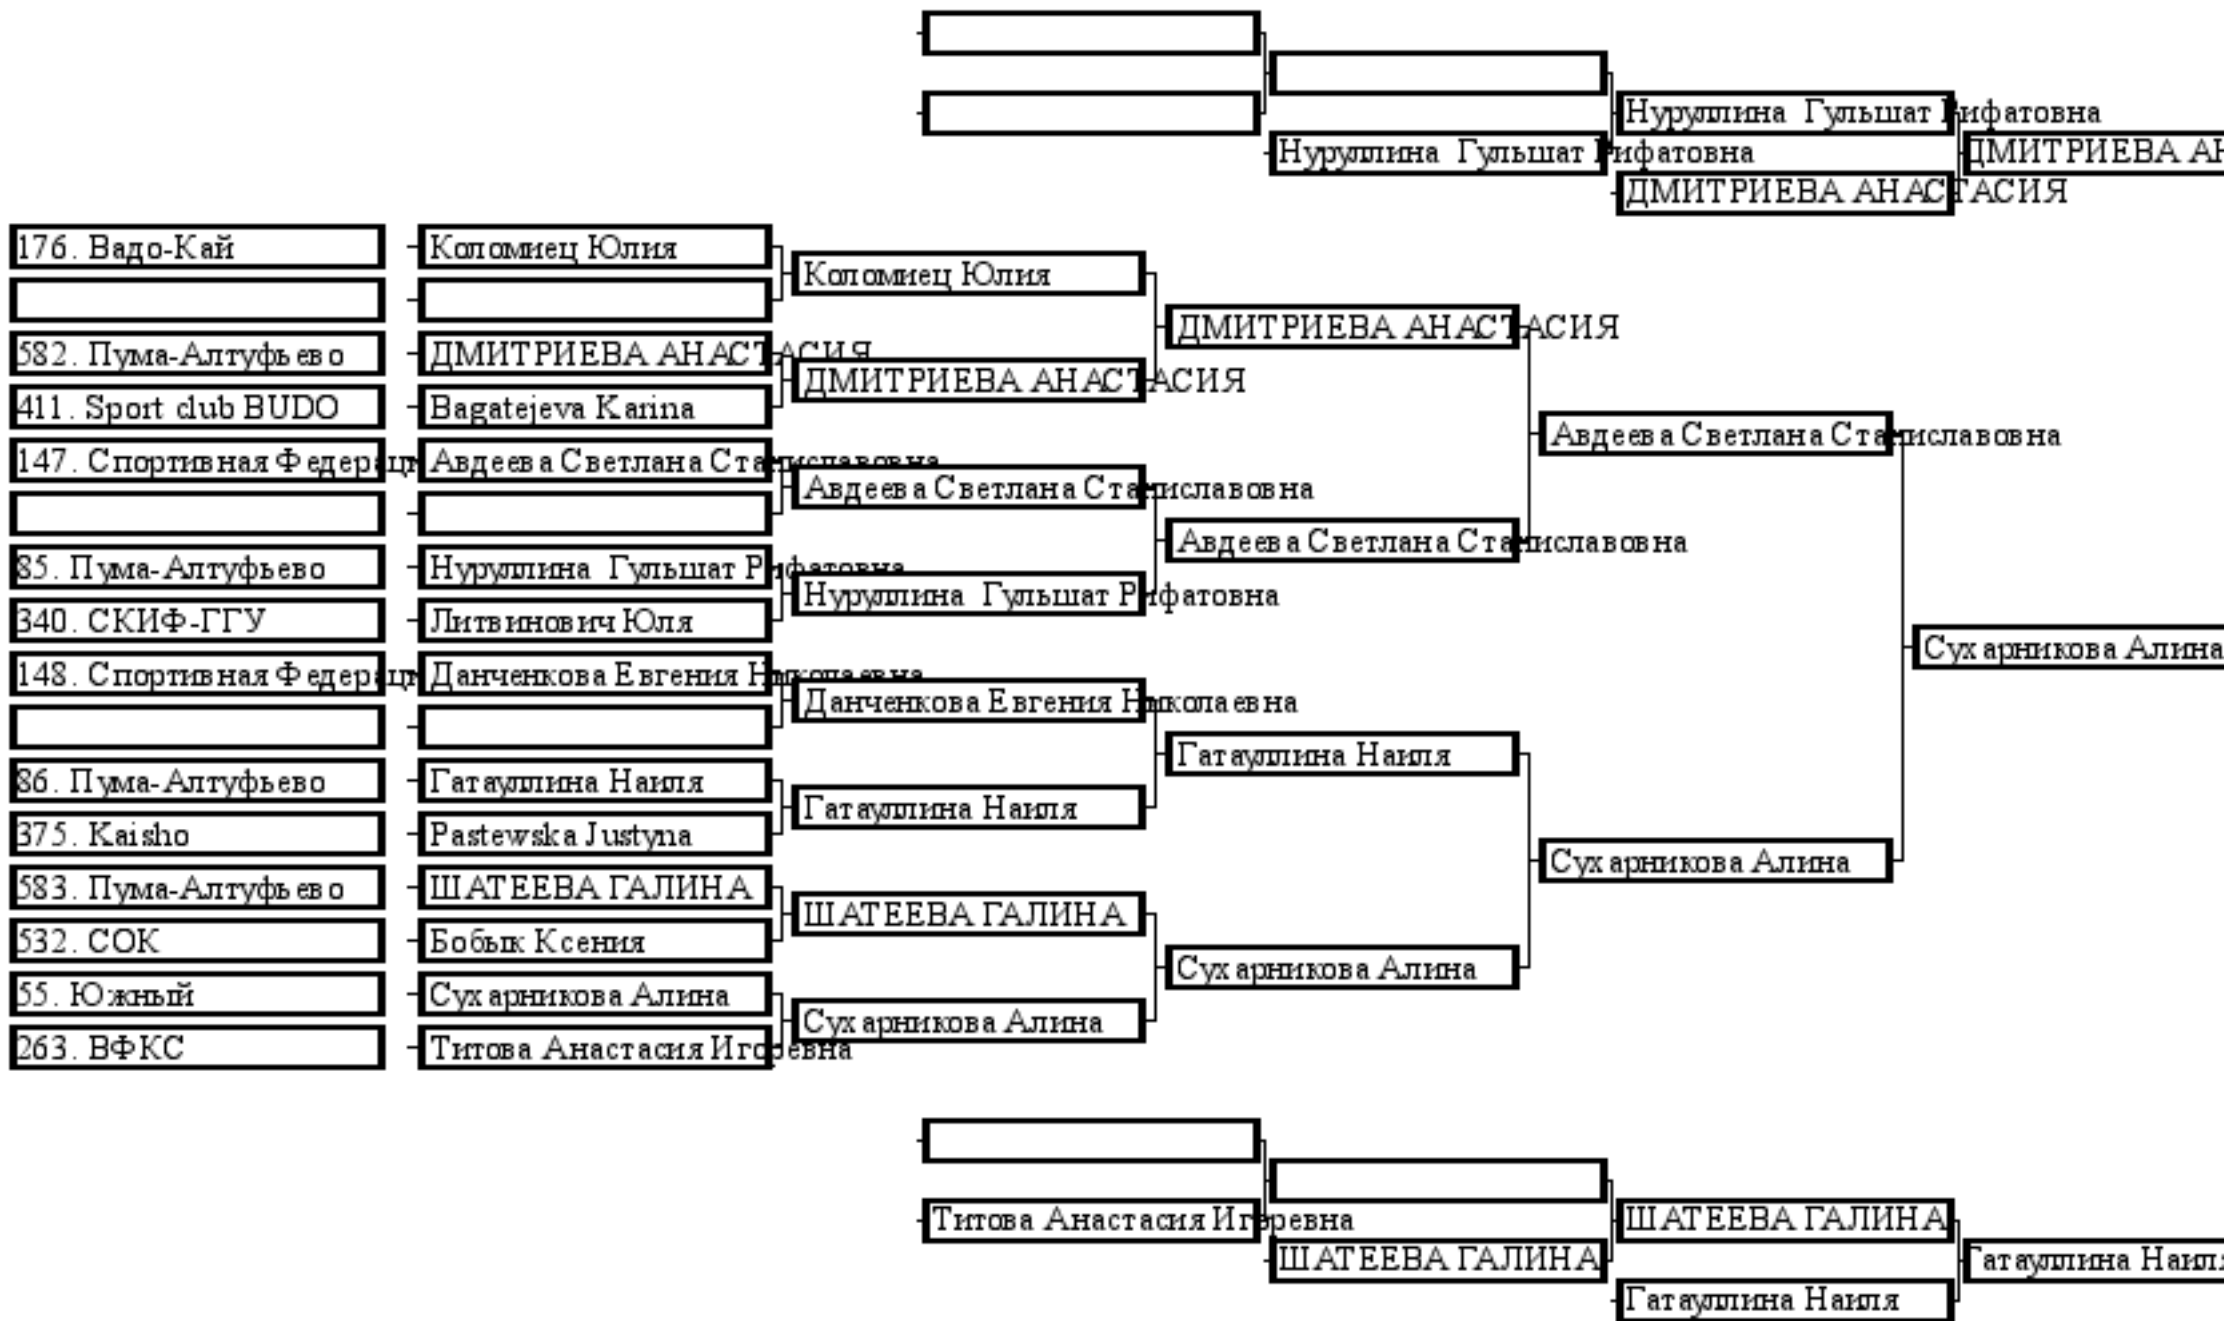 Нуруллина Гульшат Рифатовна
ДМИТРИЕВА АН
Нуруллина Гульшат Рифатовна
ДМИТРИЕВА АНАСТАСИЯ
176. Вадо-Кай
Коломиец Юлия
Коломиец Юлия
ДМИТРИЕВА АНАСТАСИЯ
582. Пума-Алтуфьево
ДМИТРИЕВА АНАСТАСИЯ
ДМИТРИЕВА АНАСТАСИЯ
411. Sport club BUDO
Bagatejeva Karina
Авдеева Светлана Станиславовна
147. Спортивная Федерац
Авдеева Светлана Станиславовна
Авдеева Светлана Станиславовна
Авдеева Светлана Станиславовна
85. Пума-Алтуфьево
Нуруллина Гульшат Рифатовна
Нуруллина Гульшат Рифатовна
340. СКИФ-ГГУ
Литвинович Юля
Сухарникова Алина
148. Спортивная Федерац
Данченкова Евгения Николаевна
Данченкова Евгения Николаевна
Гатауллина Наиля
86. Пума-Алтуфьево
Гатауллина Наиля
Гатауллина Наиля
375. Kaisho
Pastewska Justyna
Сухарникова Алина
583. Пума-Алтуфьево
ШАТЕЕВА ГАЛИНА
ШАТЕЕВА ГАЛИНА
532. СОК
Бобык Ксения
Сухарникова Алина
55. Южный
Сухарникова Алина
Сухарникова Алина
263. ВФКС
Титова Анастасия Игоревна
Титова Анастасия Игоревна
ШАТЕЕВА ГАЛИНА
ШАТЕЕВА ГАЛИНА
Гатауллина Наиля
Гатауллина Наиля